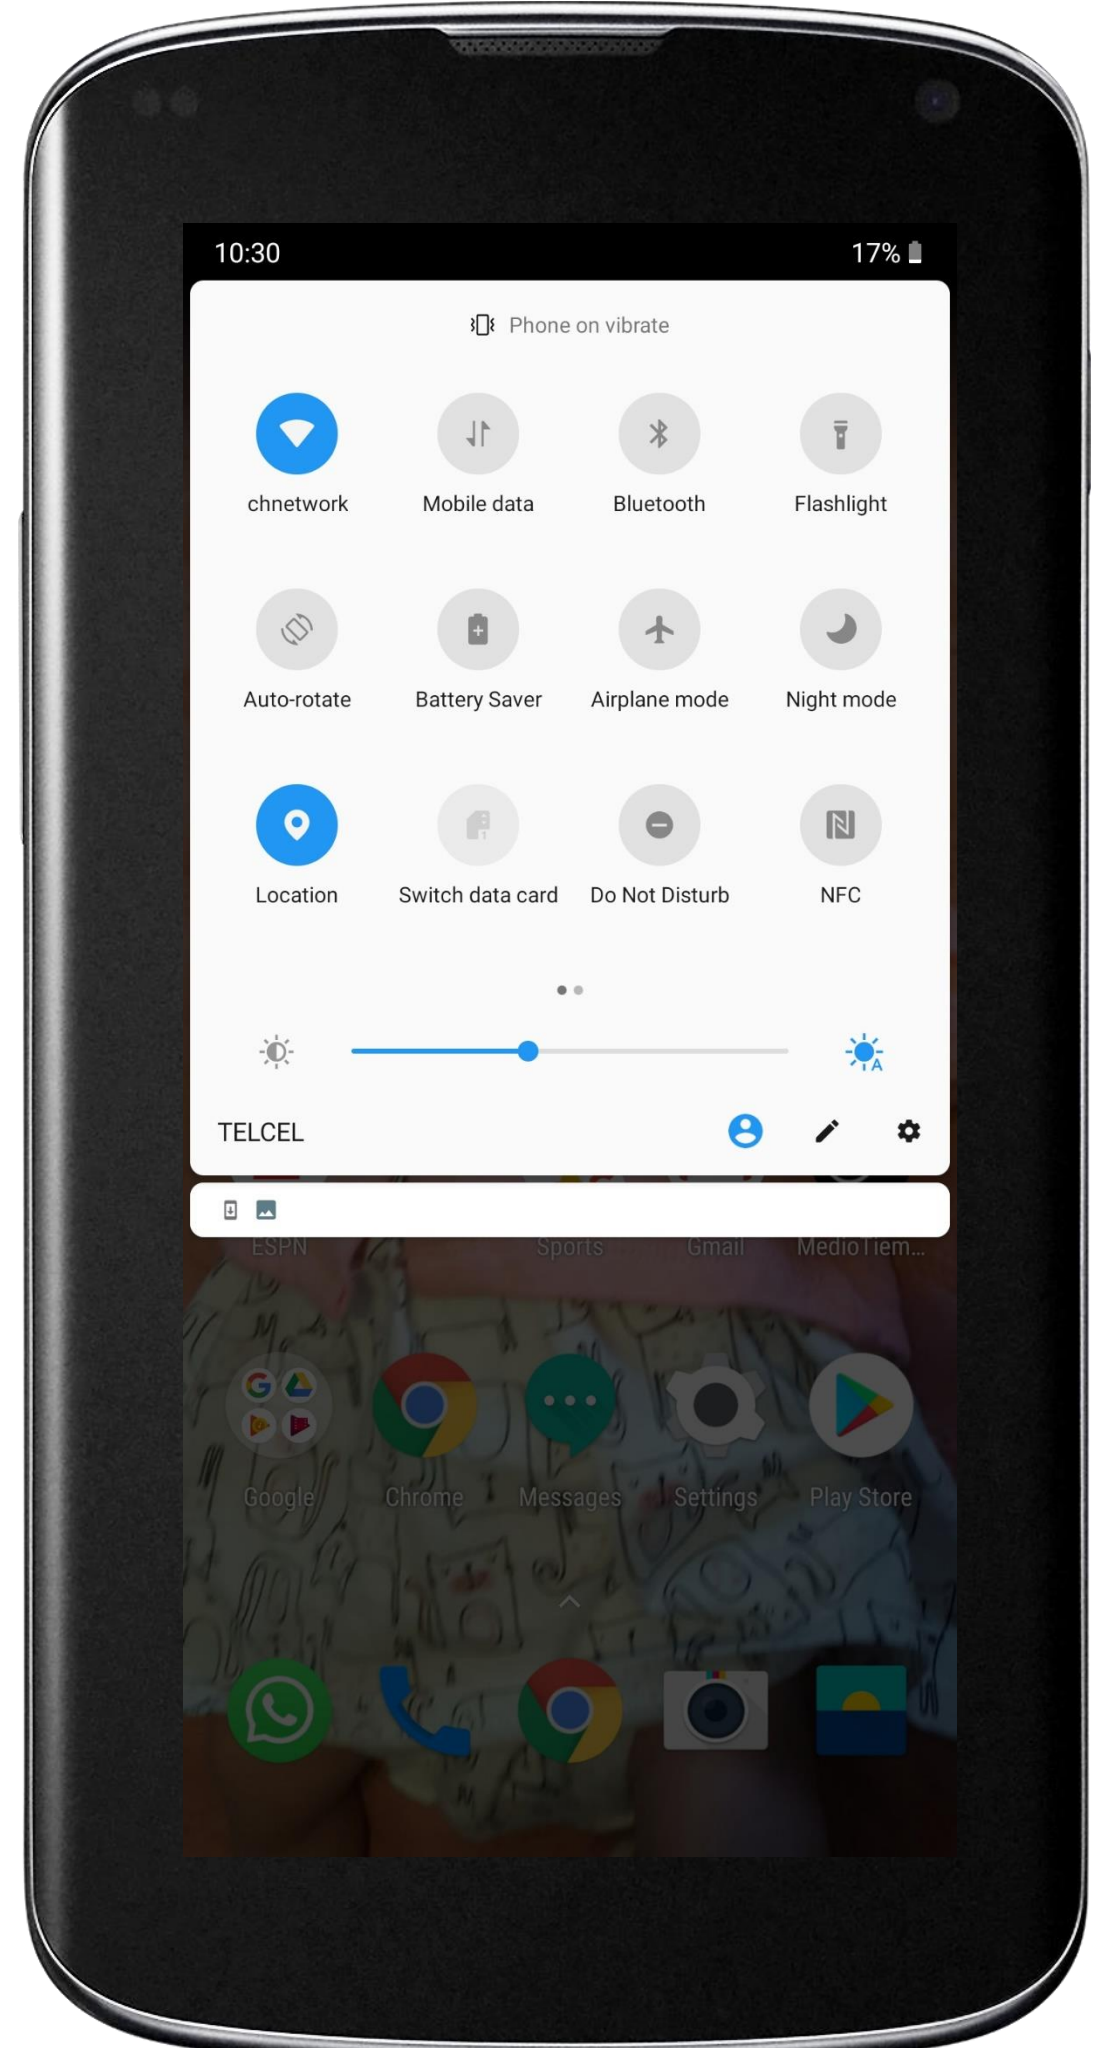 10:30 17%
Phone on vibrate
chnetwork Mobile data Bluetooth Flashlight
Auto-rotate Battery Saver Airplane mode Night mode
Location Switch data card Do Not Disturb NFC
TELCEL
ESPN Sports Gmail MedioTiem...
Google Chrome Messages Settings Play Store